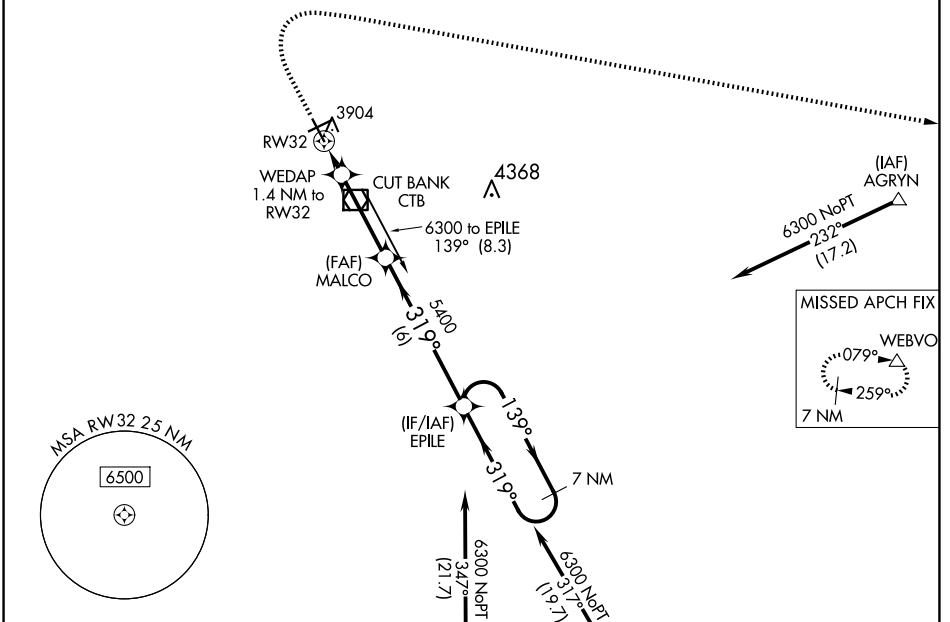 3904
RW32
WEDAP
1.4 NM to
RW32
CUT BANK
CTB
4368
(IAF)
AGRYN
6300 NoPT
232°
(17.2)
6300 to EPILE
139° (8.3)
(FAF)
MALCO
5400
319°
(6)
MISSED APCH FIX
WEBVO
079°
259°
7 NM
(IF/IAF)
EPILE
139°
319°
7 NM
MSA RW32 25 NM
6500
6300 NoPT
347°
(21.7)
6300 NoPT
317°
(19.7)